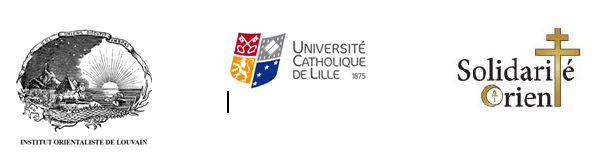 INSTITUT ORIENTALISTE DE LOUVAIN
UNIVERSITÉ
CATHOLIQUE
DE LILLE 1875
Solidarité
Orient